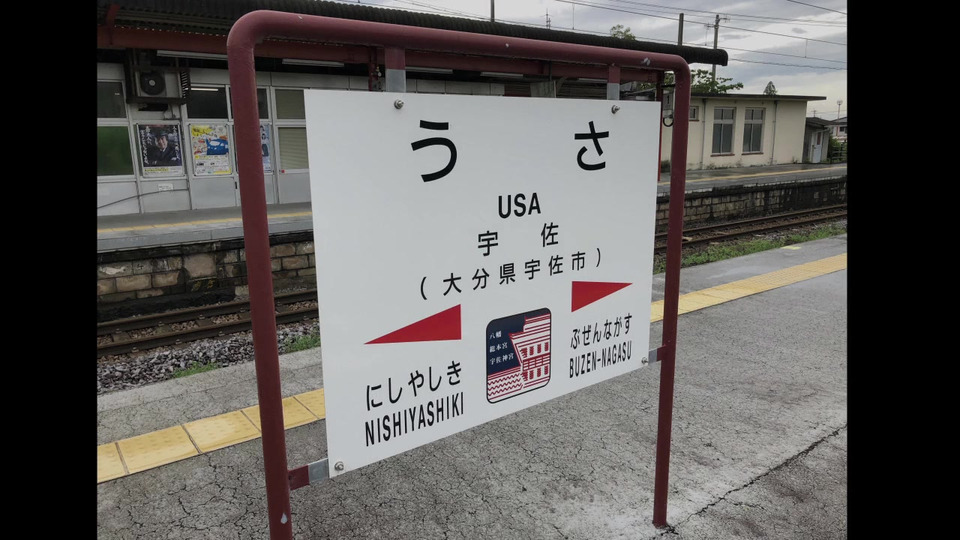 うさ
USA
宇佐
(大分県宇佐市)
にしやしき
NISHIYASHIKI
八幡
総本宮
宇佐神宮
ぶぜんながす
BUZEN-NAGASU